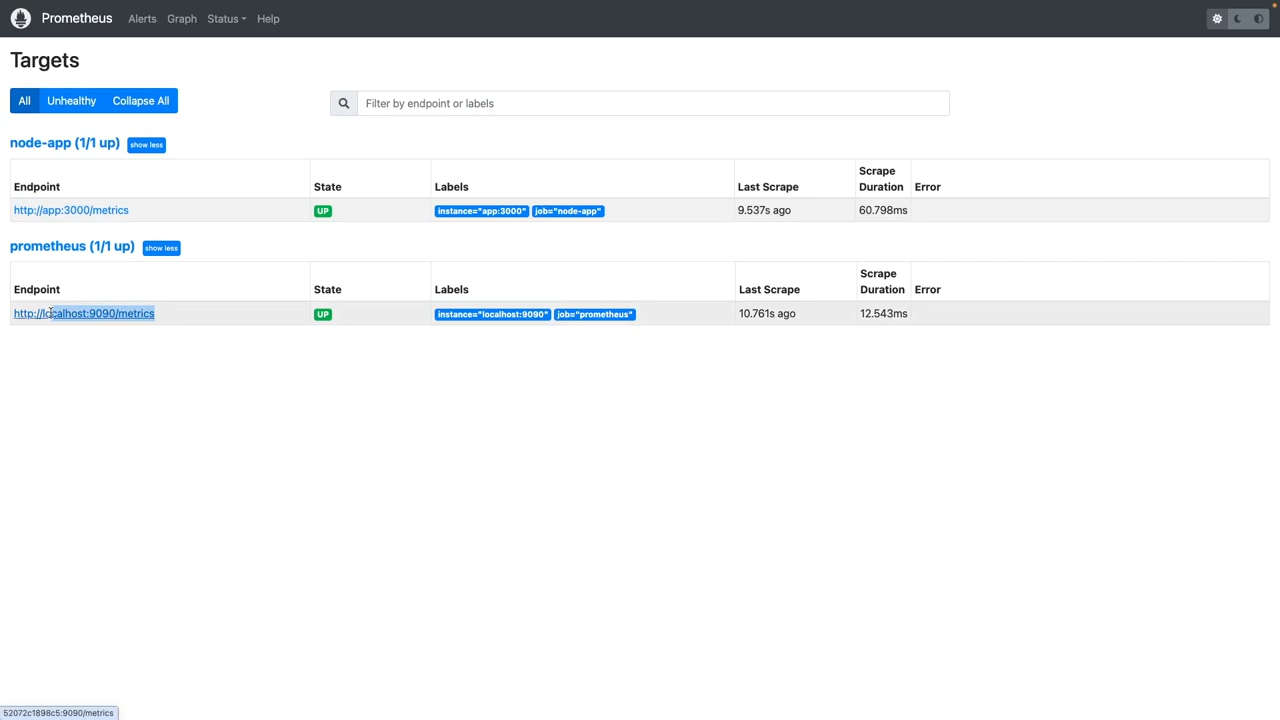 Prometheus Alerts Graph Status Help
Targets
All Unhealthy Collapse All
Filter by endpoint or labels
node-app (1/1 up) show less
Endpoint State Labels Last Scrape Scrape Duration Error
http://app:3000/metrics UP instance="app:3000" job="node-app" 9.537s ago 60.798ms
prometheus (1/1 up) show less
Endpoint State Labels Last Scrape Scrape Duration Error
http://localhost:9090/metrics UP instance="localhost:9090" job="prometheus" 10.761s ago 12.543ms
52072c1898c5:9090/metrics